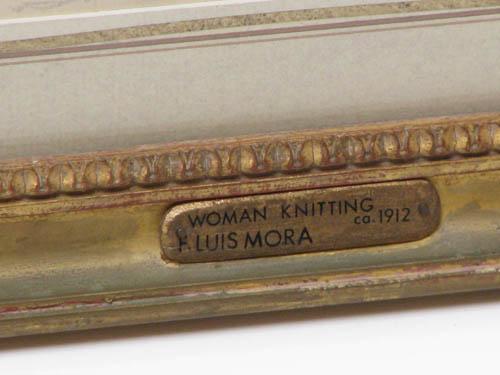 WOMAN KNITTING
ca.1912
F. LUIS MORA